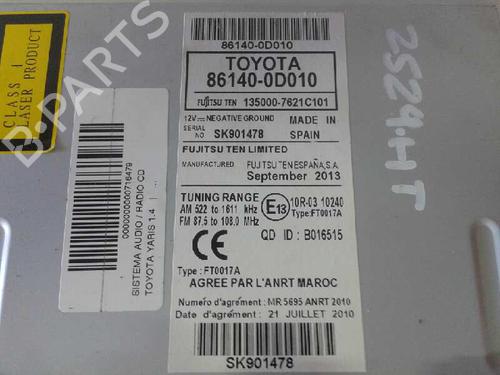 86140-0D010
TOYOTA
86140-0D010
FUJITSU TEN 135000-7621C101
12V NEGATIVE GROUND MADE IN
SERIAL NO SK901478 SPAIN
FUJITSU TEN LIMITED
MANUFACTURED FUJITSU TEN ESPAÑA,S.A.
September 2013
TUNING RANGE
AM 522 to 1611 kHz
FM 87.5 to 108.0 MHz
E13 10R-03 10240
Type:FT0017A
CE QD ID : B016515
Type : FT0017A
AGREE PAR L'ANRT MAROC
Numero d'agrément : MR 5695 ANRT 2010
Date d'agrément : 21 JUILLET 2010
SK901478
CLASS 1
LASER PRODUCT
0000000000716479
SISTEMA AUDIO / RADIO CD
TOYOTA YARIS 1.4
B-PARTS